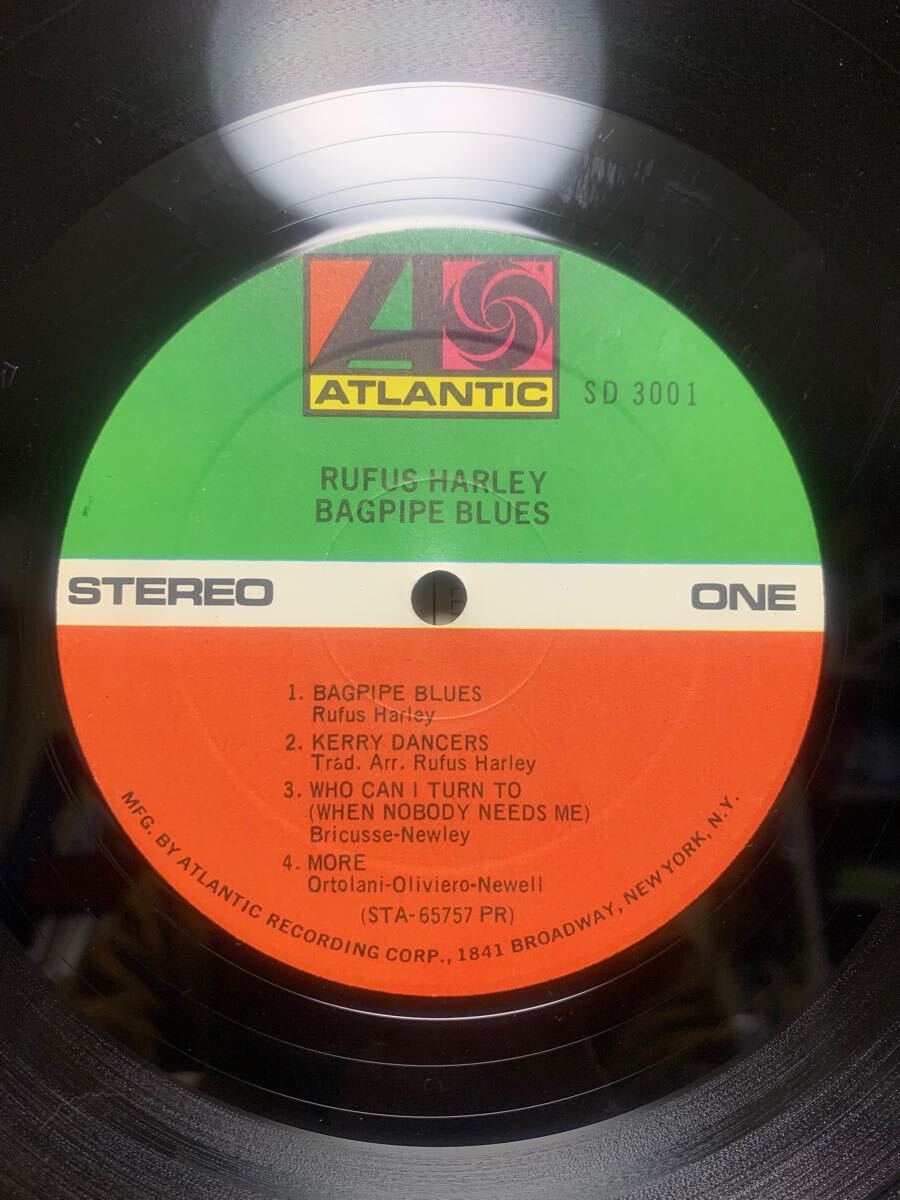 ATLANTIC
SD 3001
RUFUS HARLEY
BAGPIPE BLUES
STEREO ONE
1. BAGPIPE BLUES
Rufus Harley
2. KERRY DANCERS
Trad. Arr. Rufus Harley
3. WHO CAN I TURN TO
(WHEN NOBODY NEEDS ME)
Bricusse-Newley
4. MORE
Ortolani-Oliviero-Newell
(STA-65757 PR)
MFG. BY ATLANTIC RECORDING CORP., 1841 BROADWAY, NEW YORK, N.Y.